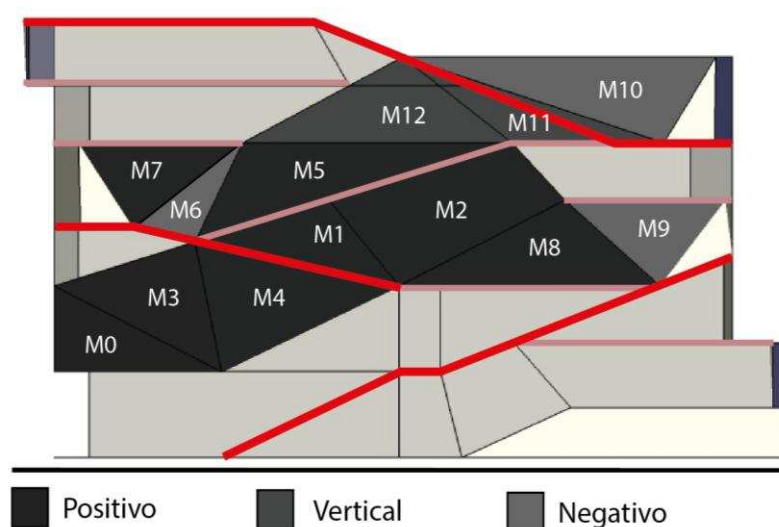 M10
M12
M11
M7
M5
M6
M2
M9
M1
M8
M3
M4
M0
Positivo
Vertical
Negativo